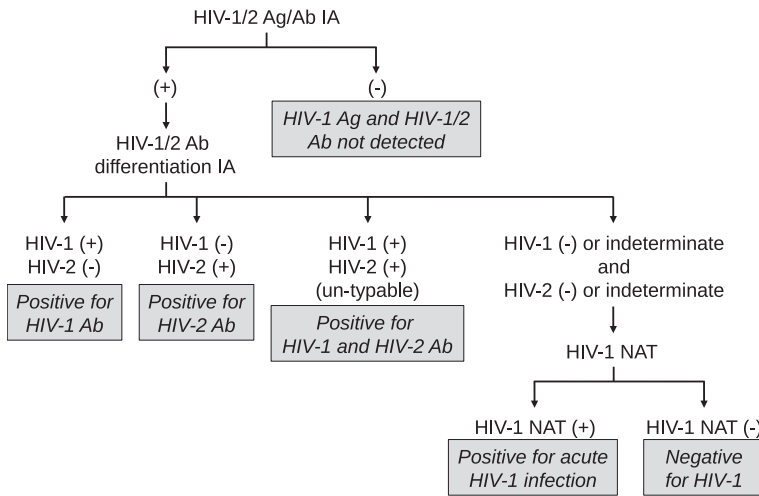 HIV-1/2 Ag/Ab IA
(+)
(-)
HIV-1 Ag and HIV-1/2
Ab not detected
HIV-1/2 Ab
differentiation IA
HIV-1 (+)
HIV-2 (-)
Positive for
HIV-1 Ab
HIV-1 (-)
HIV-2 (+)
Positive for
HIV-2 Ab
HIV-1 (+)
HIV-2 (+)
(un-typable)
Positive for
HIV-1 and HIV-2 Ab
HIV-1 (-) or indeterminate
and
HIV-2 (-) or indeterminate
HIV-1 NAT
HIV-1 NAT (+)
Positive for acute
HIV-1 infection
HIV-1 NAT (-)
Negative
for HIV-1